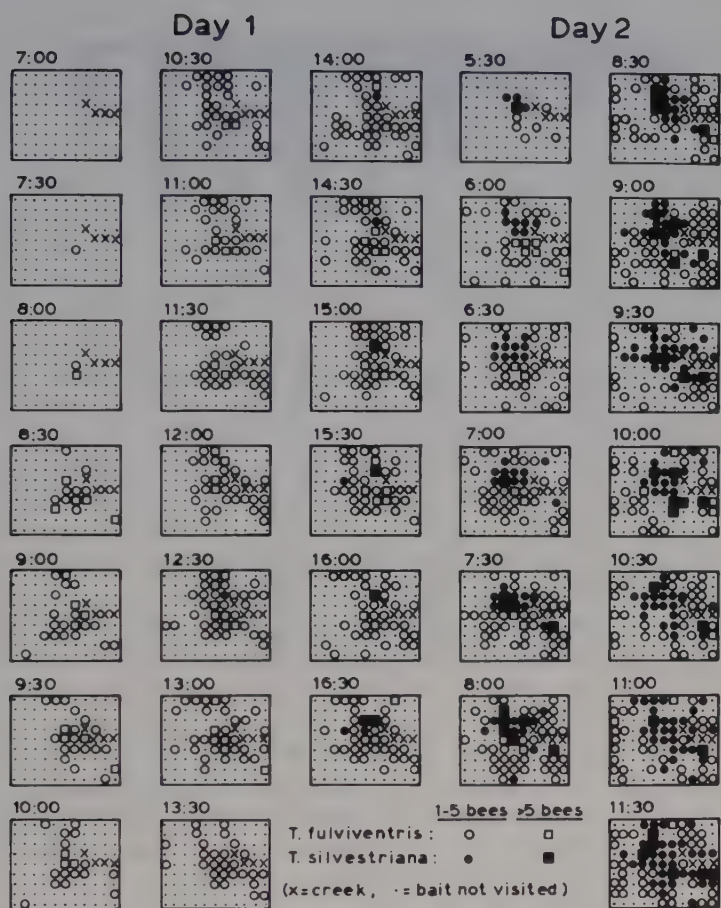 Day 1 Day 2
7:00 10:30 14:00 5:30 8:30
7:30 11:00 14:30 6:00 9:00
8:00 11:30 15:00 6:30 9:30
8:30 12:00 15:30 7:00 10:00
9:00 12:30 16:00 7:30 10:30
9:30 13:00 16:30 8:00 11:00
10:00 13:30 11:30
1-5 bees >5 bees
T. fulviventris : ○ □
T. silvestriana : ● ■
(x=creek, ·= bait not visited)